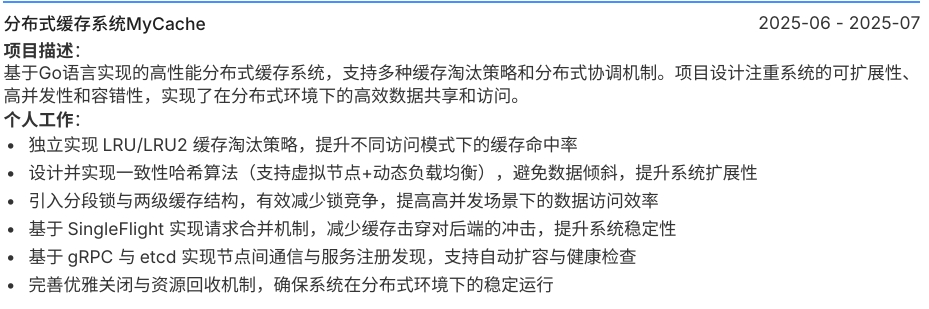 分布式缓存系统MyCache 2025-06 - 2025-07
项目描述：
基于Go语言实现的高性能分布式缓存系统，支持多种缓存淘汰策略和分布式协调机制。项目设计注重系统的可扩展性、
高并发性和容错性，实现了在分布式环境下的高效数据共享和访问。
个人工作：
• 独立实现 LRU/LRU2 缓存淘汰策略，提升不同访问模式下的缓存命中率
• 设计并实现一致性哈希算法（支持虚拟节点+动态负载均衡），避免数据倾斜，提升系统扩展性
• 引入分段锁与两级缓存结构，有效减少锁竞争，提高高并发场景下的数据访问效率
• 基于 SingleFlight 实现请求合并机制，减少缓存击穿对后端的冲击，提升系统稳定性
• 基于 gRPC 与 etcd 实现节点间通信与服务注册发现，支持自动扩容与健康检查
• 完善优雅关闭与资源回收机制，确保系统在分布式环境下的稳定运行